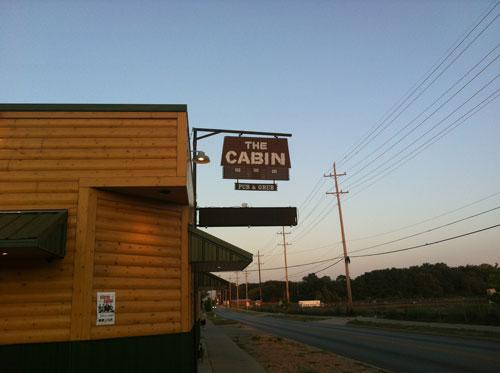 THE
CABIN
PUB & GRUB